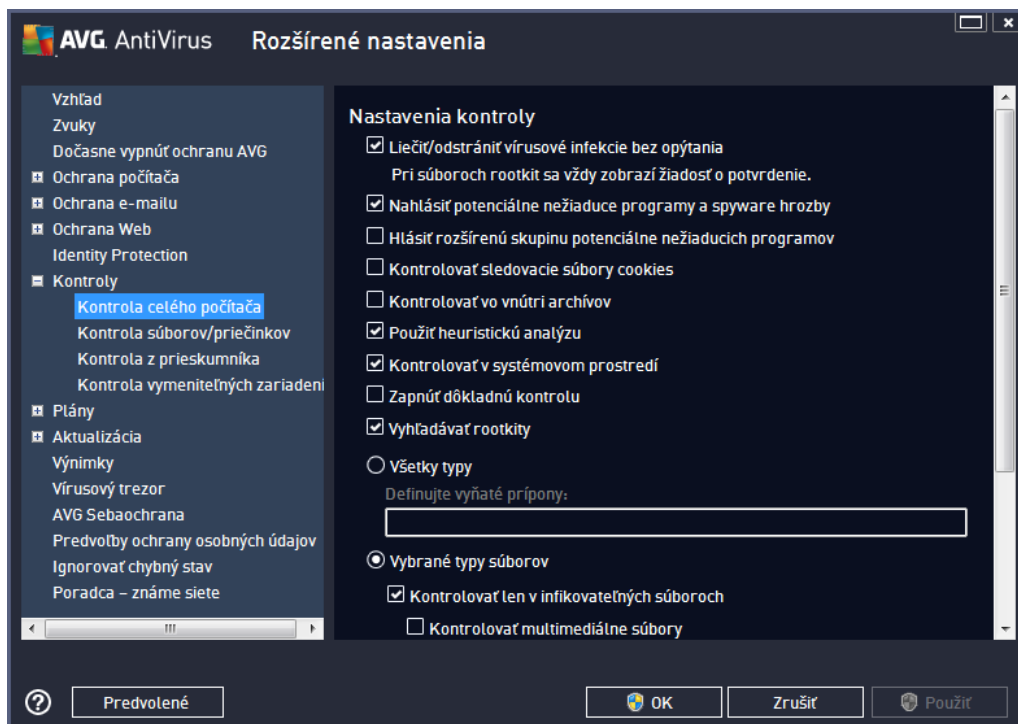 AVG. AntiVirus Rozšírené nastavenia
Vzhľad
Zvuky
Dočasne vypnúť ochranu AVG
Ochrana počítača
Ochrana e-mailu
Ochrana Web
Identity Protection
Kontroly
Kontrola celého počítača
Kontrola súborov/priečinkov
Kontrola z prieskumníka
Kontrola vymeniteľných zariadení
Plány
Aktualizácia
Výnimky
Vírusový trezor
AVG Sebaochrana
Predvoľby ochrany osobných údajov
Ignorovať chybný stav
Poradca – známe siete
Nastavenia kontroly
Liečiť/odstrániť vírusové infekcie bez opýtania
Pri súboroch rootkit sa vždy zobrazí žiadosť o potvrdenie.
Nahlásiť potenciálne nežiaduce programy a spyware hrozby
Hlásiť rozšírenú skupinu potenciálne nežiaducich programov
Kontrolovať sledovacie súbory cookies
Kontrolovať vo vnútri archívov
Použiť heuristickú analýzu
Kontrolovať v systémovom prostredí
Zapnúť dôkladnú kontrolu
Vyhľadávať rootkity
Všetky typy
Definujte vyňaté prípony:
Vybrané typy súborov
Kontrolovať len v infikovateľných súboroch
Kontrolovať multimediálne súbory
Predvolené
OK
Zrušiť
Použiť